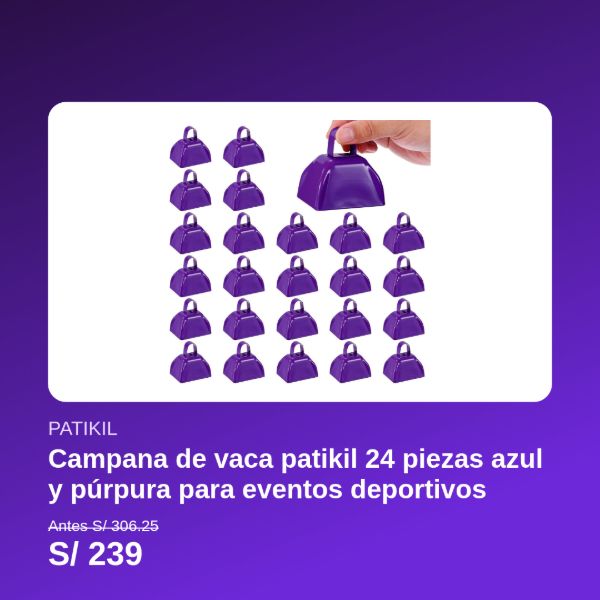 PATIKIL
Campana de vaca patikil 24 piezas azul
y púrpura para eventos deportivos
Antes S/ 306.25
S/ 239